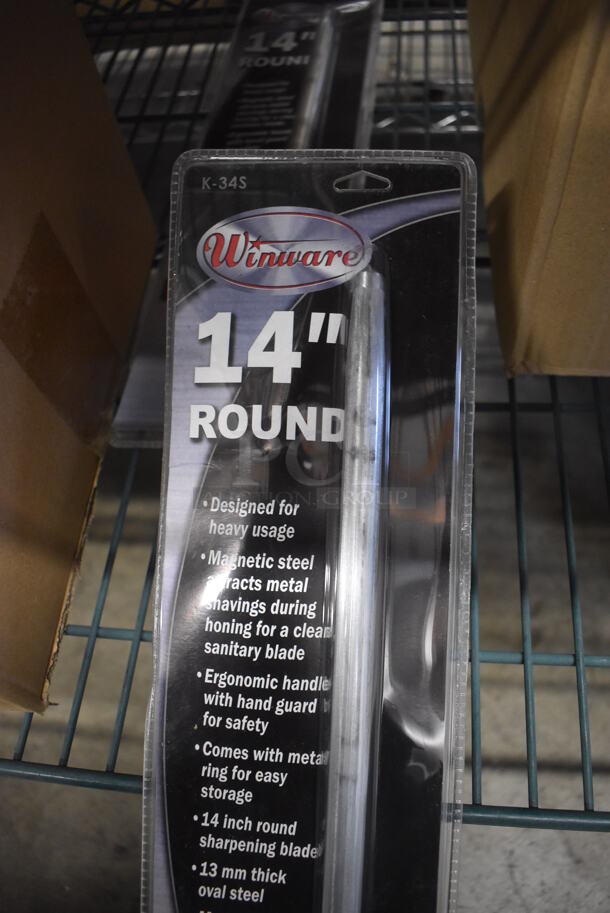 14"
ROUN
K-34S
Winware
14"
ROUND
• Designed for
heavy usage
• Magnetic steel
attracts metal
shavings during
honing for a clean
sanitary blade
• Ergonomic handle
with hand guard
for safety
• Comes with metal
ring for easy
storage
• 14 inch round
sharpening blade
• 13 mm thick
oval steel